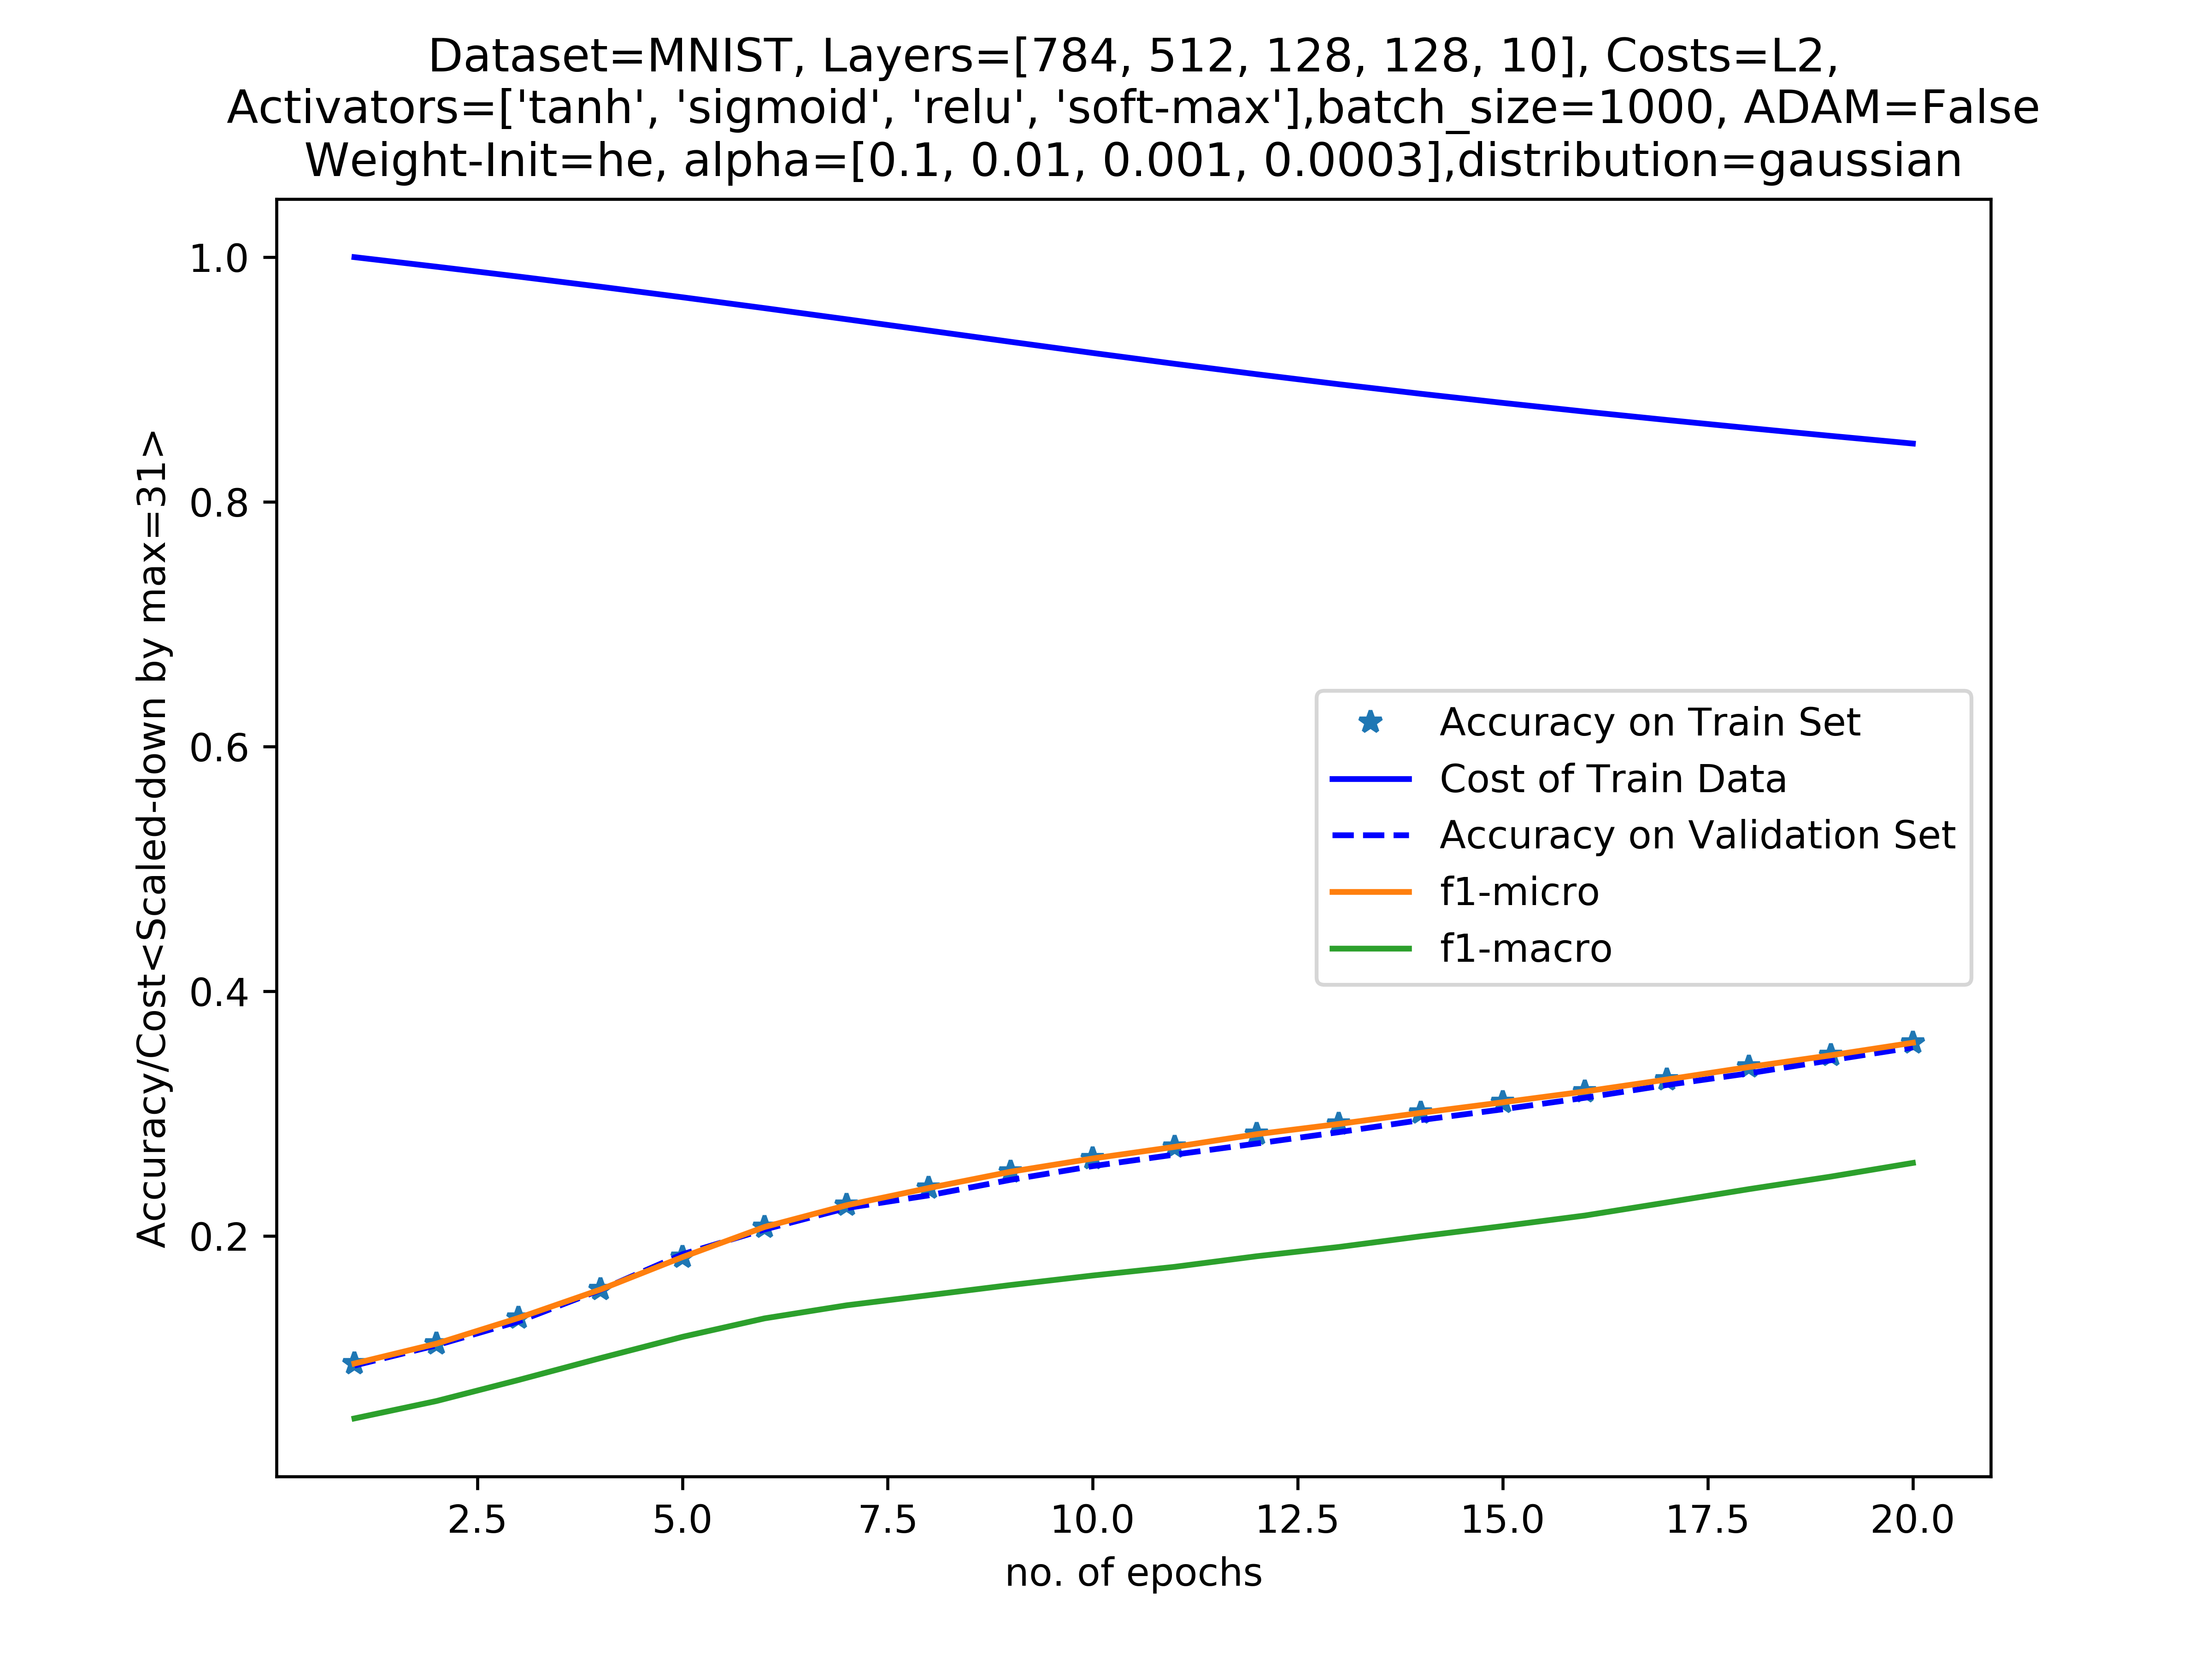 Dataset=MNIST, Layers=[784, 512, 128, 128, 10], Costs=L2,
Activators=['tanh', 'sigmoid', 'relu', 'soft-max'],batch_size=1000, ADAM=False
Weight-Init=he, alpha=[0.1, 0.01, 0.001, 0.0003],distribution=gaussian
Accuracy/Cost<Scaled-down by max=31>
1.0
0.8
0.6
0.4
0.2
Accuracy on Train Set
Cost of Train Data
Accuracy on Validation Set
f1-micro
f1-macro
2.5 5.0 7.5 10.0 12.5 15.0 17.5 20.0
no. of epochs